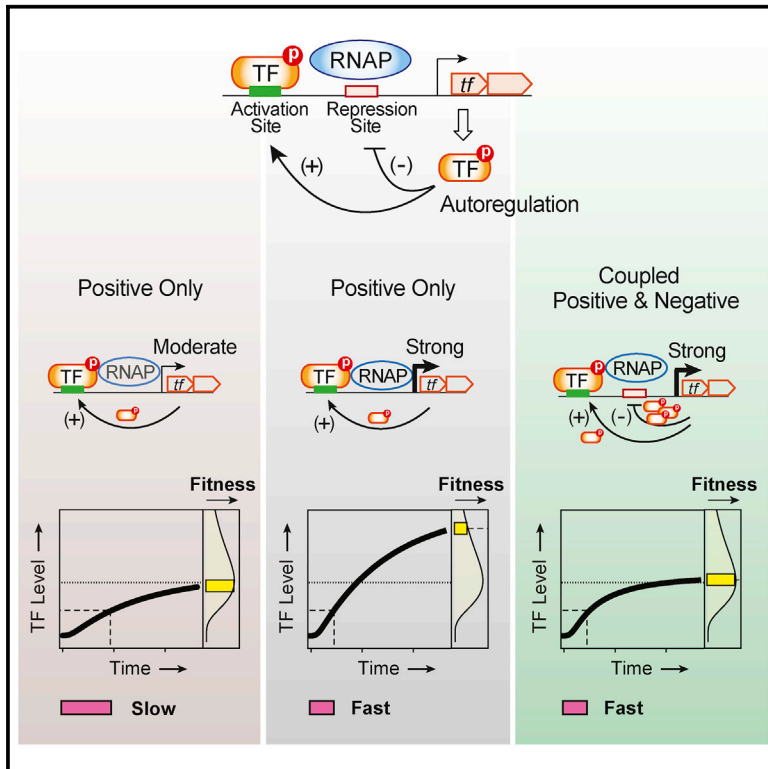 P
TF
RNAP
tf
Activation
Site
Repression
Site
(+)
(-)
P
TF
Autoregulation
Positive Only
Moderate
P
TF
RNAP
tf
(+)
P
Fitness
TF Level
Time
Slow
Positive Only
Strong
P
TF
RNAP
tf
(+)
P
Fitness
TF Level
Time
Fast
Coupled
Positive & Negative
Strong
P
TF
RNAP
tf
(+)
(-)
P
P
P
P
Fitness
TF Level
Time
Fast